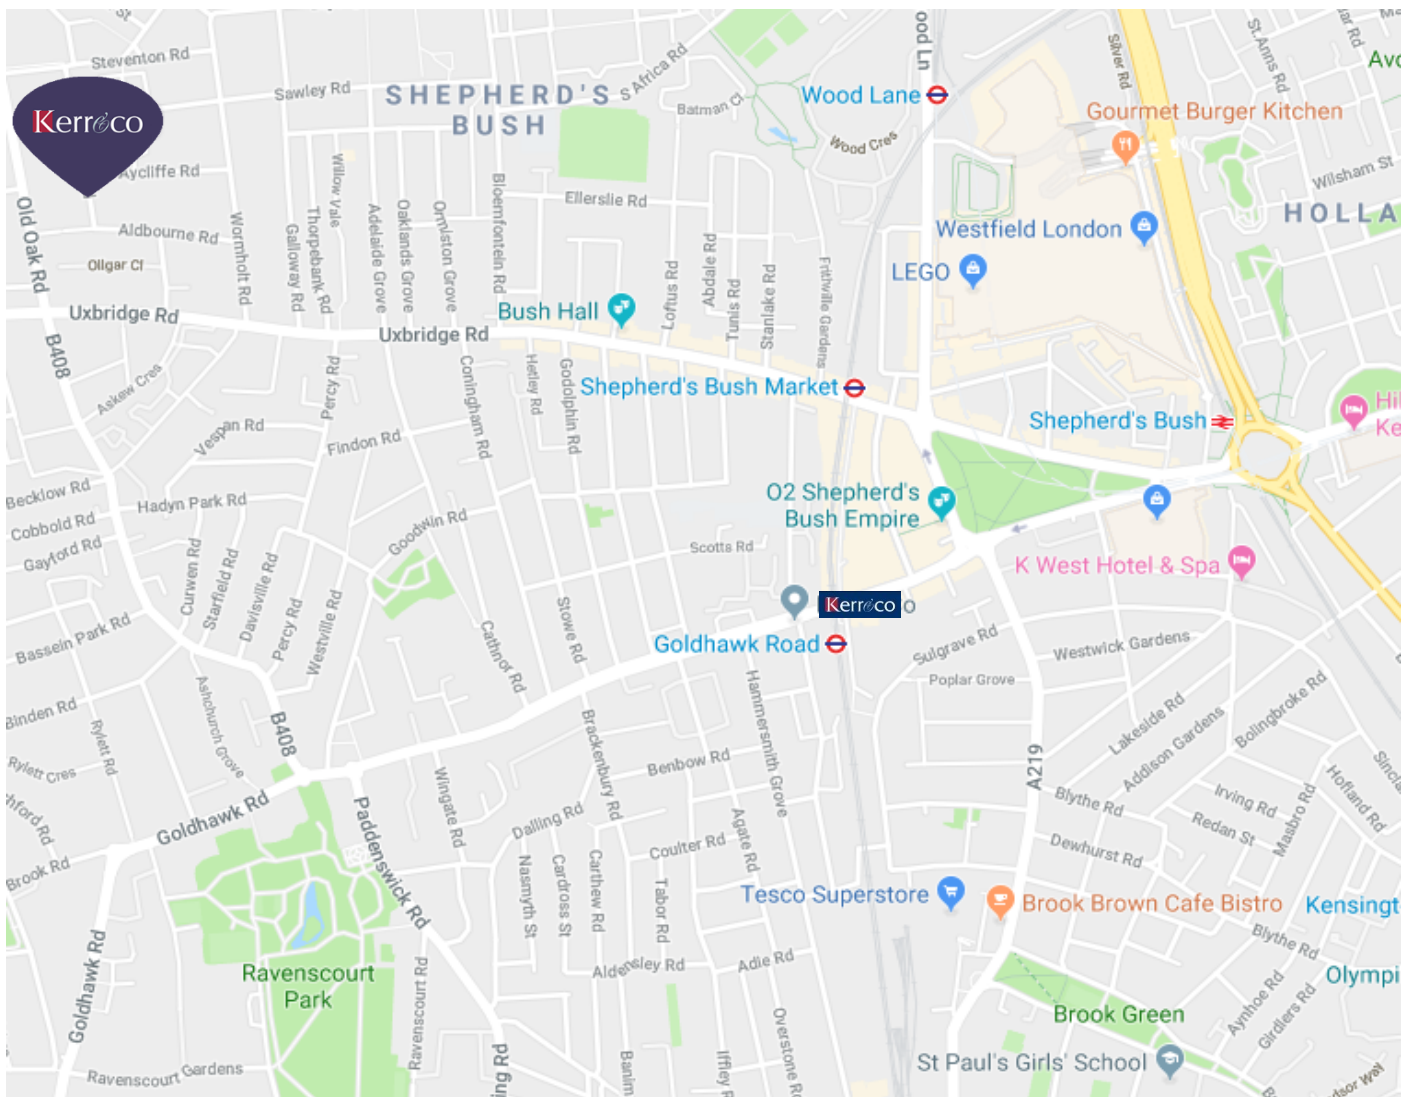 Steventon Rd
Sawley Rd
SHEPHERD'S
BUSH
S Africa Rd
Batman Cl
Wood Lane
ood Ln
Wood Cres
Silver Rd
St.Anns Rd
Gourmet Burger Kitchen
Wilsham St
HOLLA
Kerr&co
Aycliffe Rd
Old Oak Rd
Aldbourne Rd
Ollgar Cl
Wormholt Rd
Galloway Rd
Thorpebank Rd
Willow Vale
Adelaide Grove
Oaklands Grove
Ormiston Grove
Bloemfontein Rd
Ellerslie Rd
Loftus Rd
Abdale Rd
Tunis Rd
Stanlake Rd
Frithville Gardens
Westfield London
LEGO
Bush Hall
Uxbridge Rd
Uxbridge Rd
B408
Askew Cres
Percy Rd
Coningham Rd
Hetley Rd
Godolphin Rd
Shepherd's Bush Market
Shepherd's Bush
Hil
Ke
Vespan Rd
Findon Rd
Becklow Rd
Hadyn Park Rd
Cobbold Rd
Gayford Rd
Goodwin Rd
O2 Shepherd's
Bush Empire
Scotts Rd
K West Hotel & Spa
Curwen Rd
Starfield Rd
Davisville Rd
Percy Rd
Westville Rd
Cathnor Rd
Stowe Rd
Kerr&co
o
Goldhawk Road
Bassein Park Rd
Sulgrave Rd
Westwick Gardens
Poplar Grove
Binden Rd
Rylett Rd
Ashchurch Grove
B408
Brackenbury Rd
Hammersmith Grove
Lakeside Rd
Addison Gardens
Bolingbroke Rd
Rylett Cres
Benbow Rd
A219
Blythe Rd
Irving Rd
Redan St
Masbro Rd
Hofland Rd
Sincla
hford Rd
Goldhawk Rd
Paddenswick Rd
Wingate Rd
Dalling Rd
Agate Rd
Coulter Rd
Dewhurst Rd
Brook Rd
Nasmyth St
Cardross St
Carthew Rd
Tabor Rd
Tesco Superstore
Brook Brown Cafe Bistro
Kensingt
Blythe Rd
Olympi
Goldhawk Rd
Ravenscourt
Park
Ravenscourt Rd
Aldensley Rd
Adie Rd
Brook Green
Aynhoe Rd
Girdlers Rd
Ravenscourt Gardens
Banim
Iffley R
Overstone Rd
St Paul's Girls' School